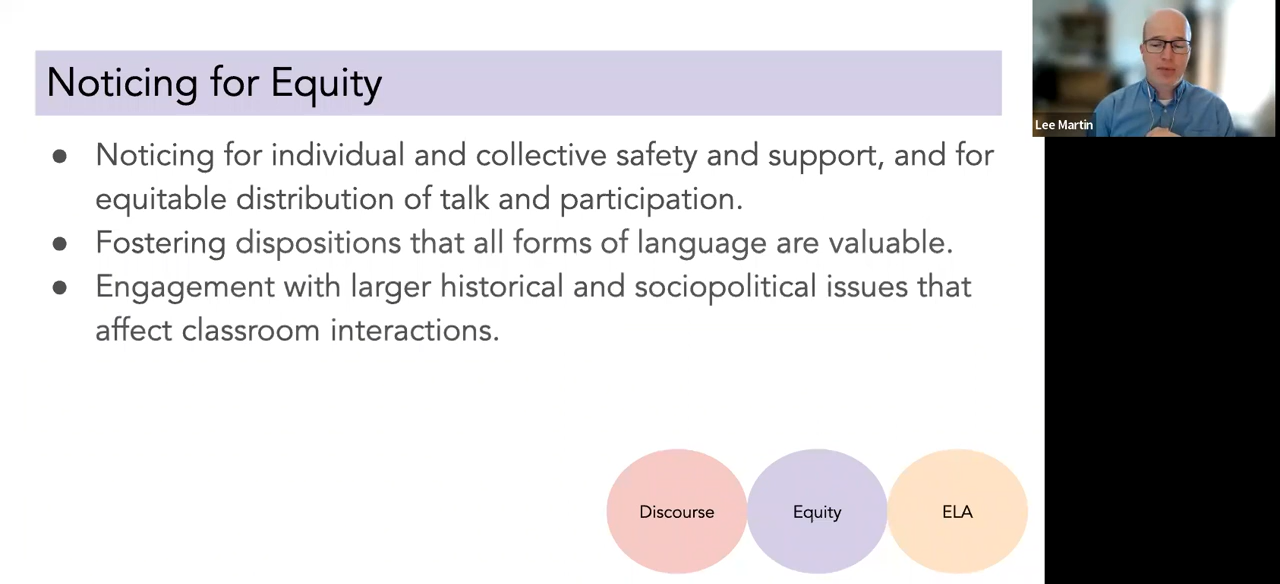 Noticing for Equity
Lee Martin
● Noticing for individual and collective safety and support, and for
equitable distribution of talk and participation.
● Fostering dispositions that all forms of language are valuable.
● Engagement with larger historical and sociopolitical issues that
affect classroom interactions.
Discourse
Equity
ELA